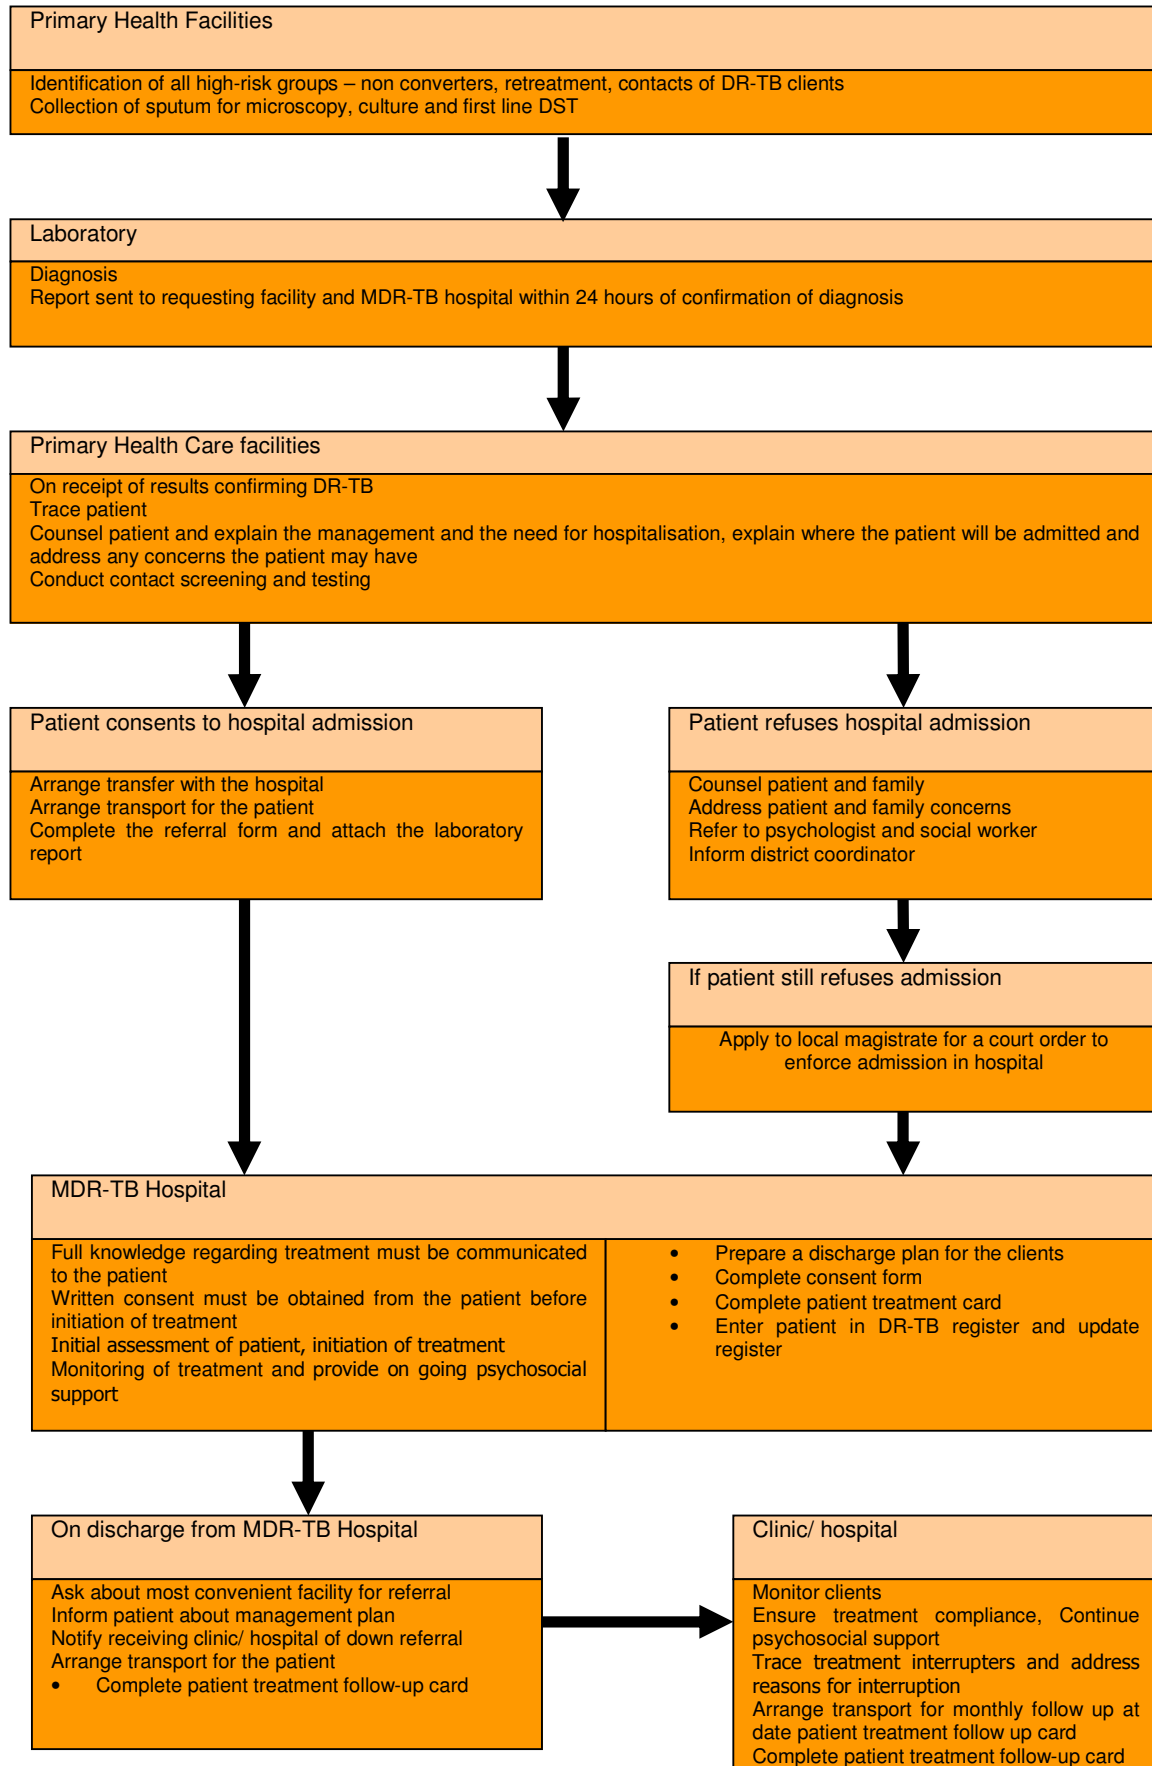 Primary Health Facilities
Identification of all high-risk groups – non converters, retreatment, contacts of DR-TB clients
Collection of sputum for microscopy, culture and first line DST
Laboratory
Diagnosis
Report sent to requesting facility and MDR-TB hospital within 24 hours of confirmation of diagnosis
Primary Health Care facilities
On receipt of results confirming DR-TB
Trace patient
Counsel patient and explain the management and the need for hospitalisation, explain where the patient will be admitted and
address any concerns the patient may have
Conduct contact screening and testing
Patient consents to hospital admission
Arrange transfer with the hospital
Arrange transport for the patient
Complete the referral form and attach the laboratory
report
Patient refuses hospital admission
Counsel patient and family
Address patient and family concerns
Refer to psychologist and social worker
Inform district coordinator
If patient still refuses admission
Apply to local magistrate for a court order to
enforce admission in hospital
MDR-TB Hospital
Full knowledge regarding treatment must be communicated
to the patient
Written consent must be obtained from the patient before
initiation of treatment
Initial assessment of patient, initiation of treatment
Monitoring of treatment and provide on going psychosocial
support
• Prepare a discharge plan for the clients
• Complete consent form
• Complete patient treatment card
• Enter patient in DR-TB register and update
register
On discharge from MDR-TB Hospital
Ask about most convenient facility for referral
Inform patient about management plan
Notify receiving clinic/ hospital of down referral
Arrange transport for the patient
• Complete patient treatment follow-up card
Clinic/ hospital
Monitor clients
Ensure treatment compliance, Continue
psychosocial support
Trace treatment interrupters and address
reasons for interruption
Arrange transport for monthly follow up at
date patient treatment follow up card
Complete patient treatment follow-up card